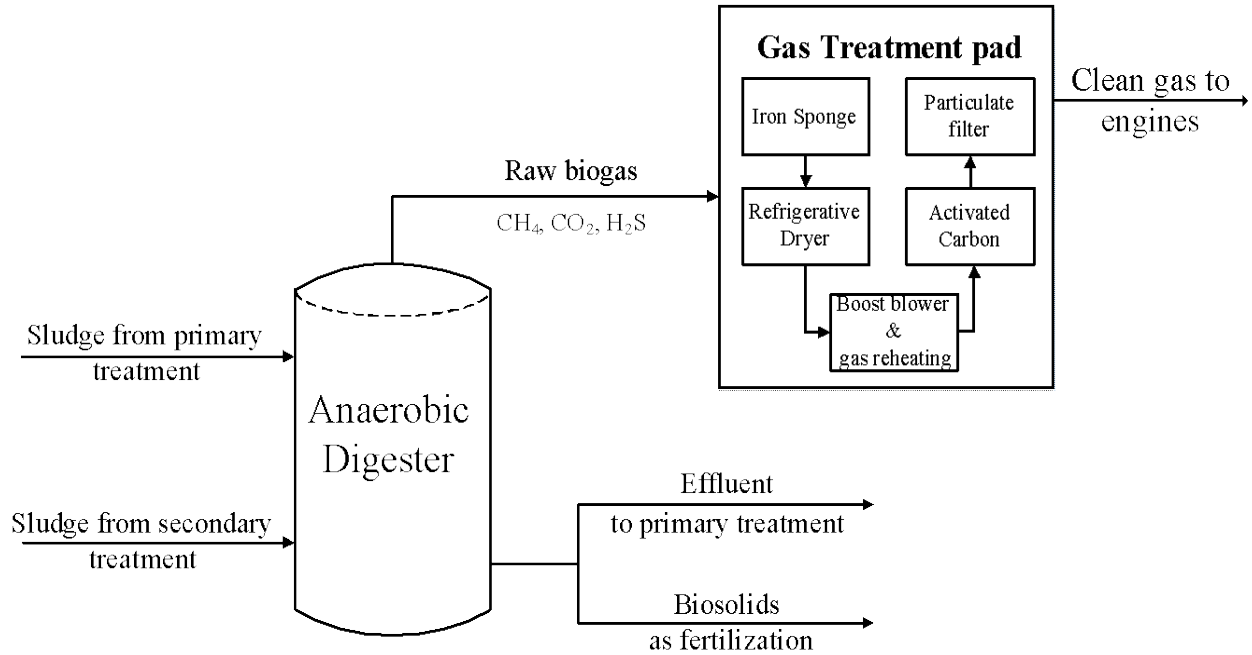 Gas Treatment pad
Iron Sponge
Particulate
filter
Clean gas to
engines
Raw biogas
CH₄, CO₂, H₂S
Refrigerative
Dryer
Activated
Carbon
Boost blower
&
gas reheating
Sludge from primary
treatment
Anaerobic
Digester
Sludge from secondary
treatment
Effluent
to primary treatment
Biosolids
as fertilization